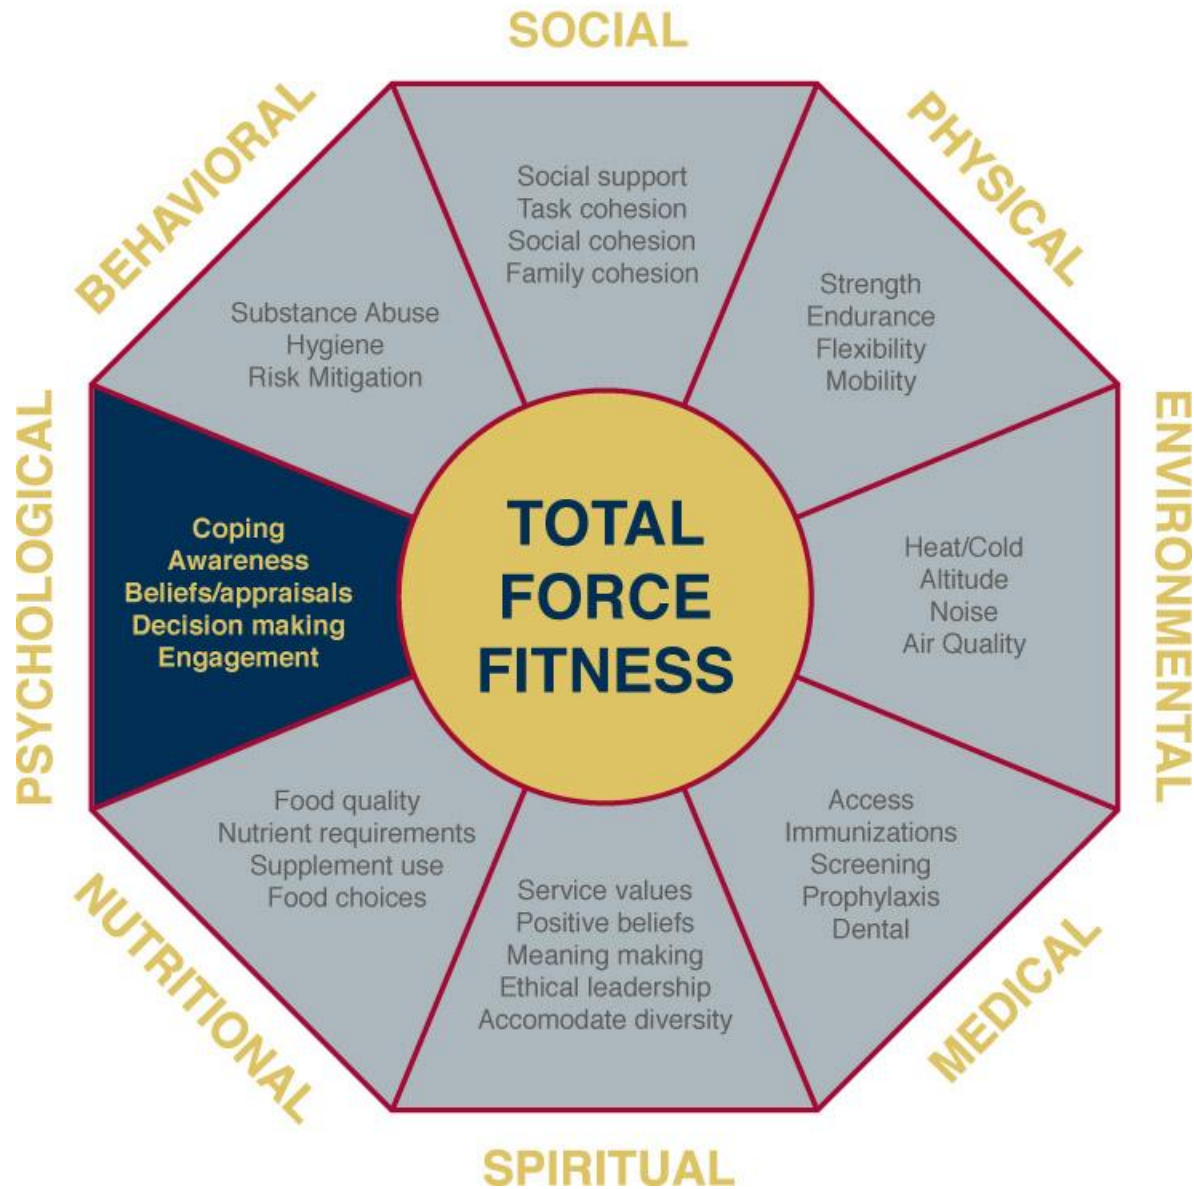 SOCIAL
Social support
Task cohesion
Social cohesion
Family cohesion
PHYSICAL
Strength
Endurance
Flexibility
Mobility
ENVIRONMENTAL
Heat/Cold
Altitude
Noise
Air Quality
MEDICAL
Access
Immunizations
Screening
Prophylaxis
Dental
SPIRITUAL
Service values
Positive beliefs
Meaning making
Ethical leadership
Accomodate diversity
NUTRITIONAL
Food quality
Nutrient requirements
Supplement use
Food choices
PSYCHOLOGICAL
Coping
Awareness
Beliefs/appraisals
Decision making
Engagement
BEHAVIORAL
Substance Abuse
Hygiene
Risk Mitigation
TOTAL
FORCE
FITNESS